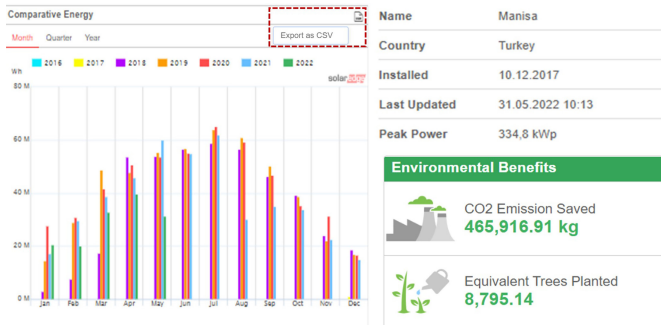 Comparative Energy
Export as CSV
Month Quarter Year
2016 2017 2018 2019 2020 2021 2022
Wh
solar
80 M
60 M
40 M
20 M
0 M
Jan Feb Mar Apr May Jun Jul Aug Sep Oct Nov Dec
Name Manisa
Country Turkey
Installed 10.12.2017
Last Updated 31.05.2022 10:13
Peak Power 334,8 kWp
Environmental Benefits
CO2 Emission Saved
465,916.91 kg
Equivalent Trees Planted
8,795.14